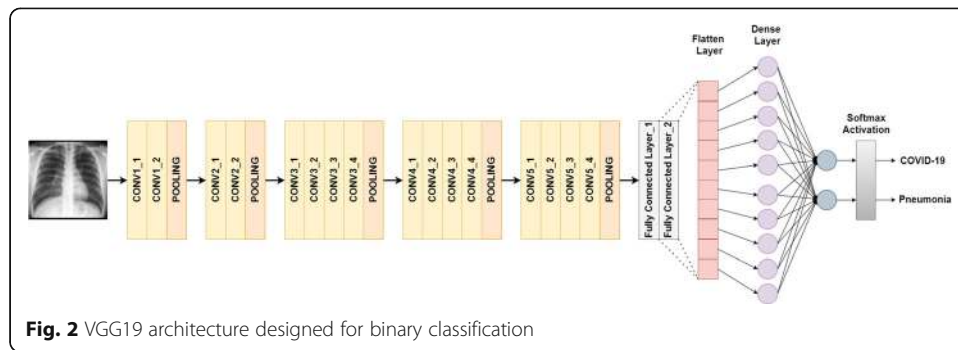 CONV1_1
CONV1_2
POOLING
CONV2_1
CONV2_2
POOLING
CONV3_1
CONV3_2
CONV3_3
CONV3_4
POOLING
CONV4_1
CONV4_2
CONV4_3
CONV4_4
POOLING
CONV5_1
CONV5_2
CONV5_3
CONV5_4
POOLING
Fully Connected Layer_1
Fully Connected Layer_2
Flatten
Layer
Dense
Layer
Softmax
Activation
COVID-19
Pneumonia
Fig. 2 VGG19 architecture designed for binary classification